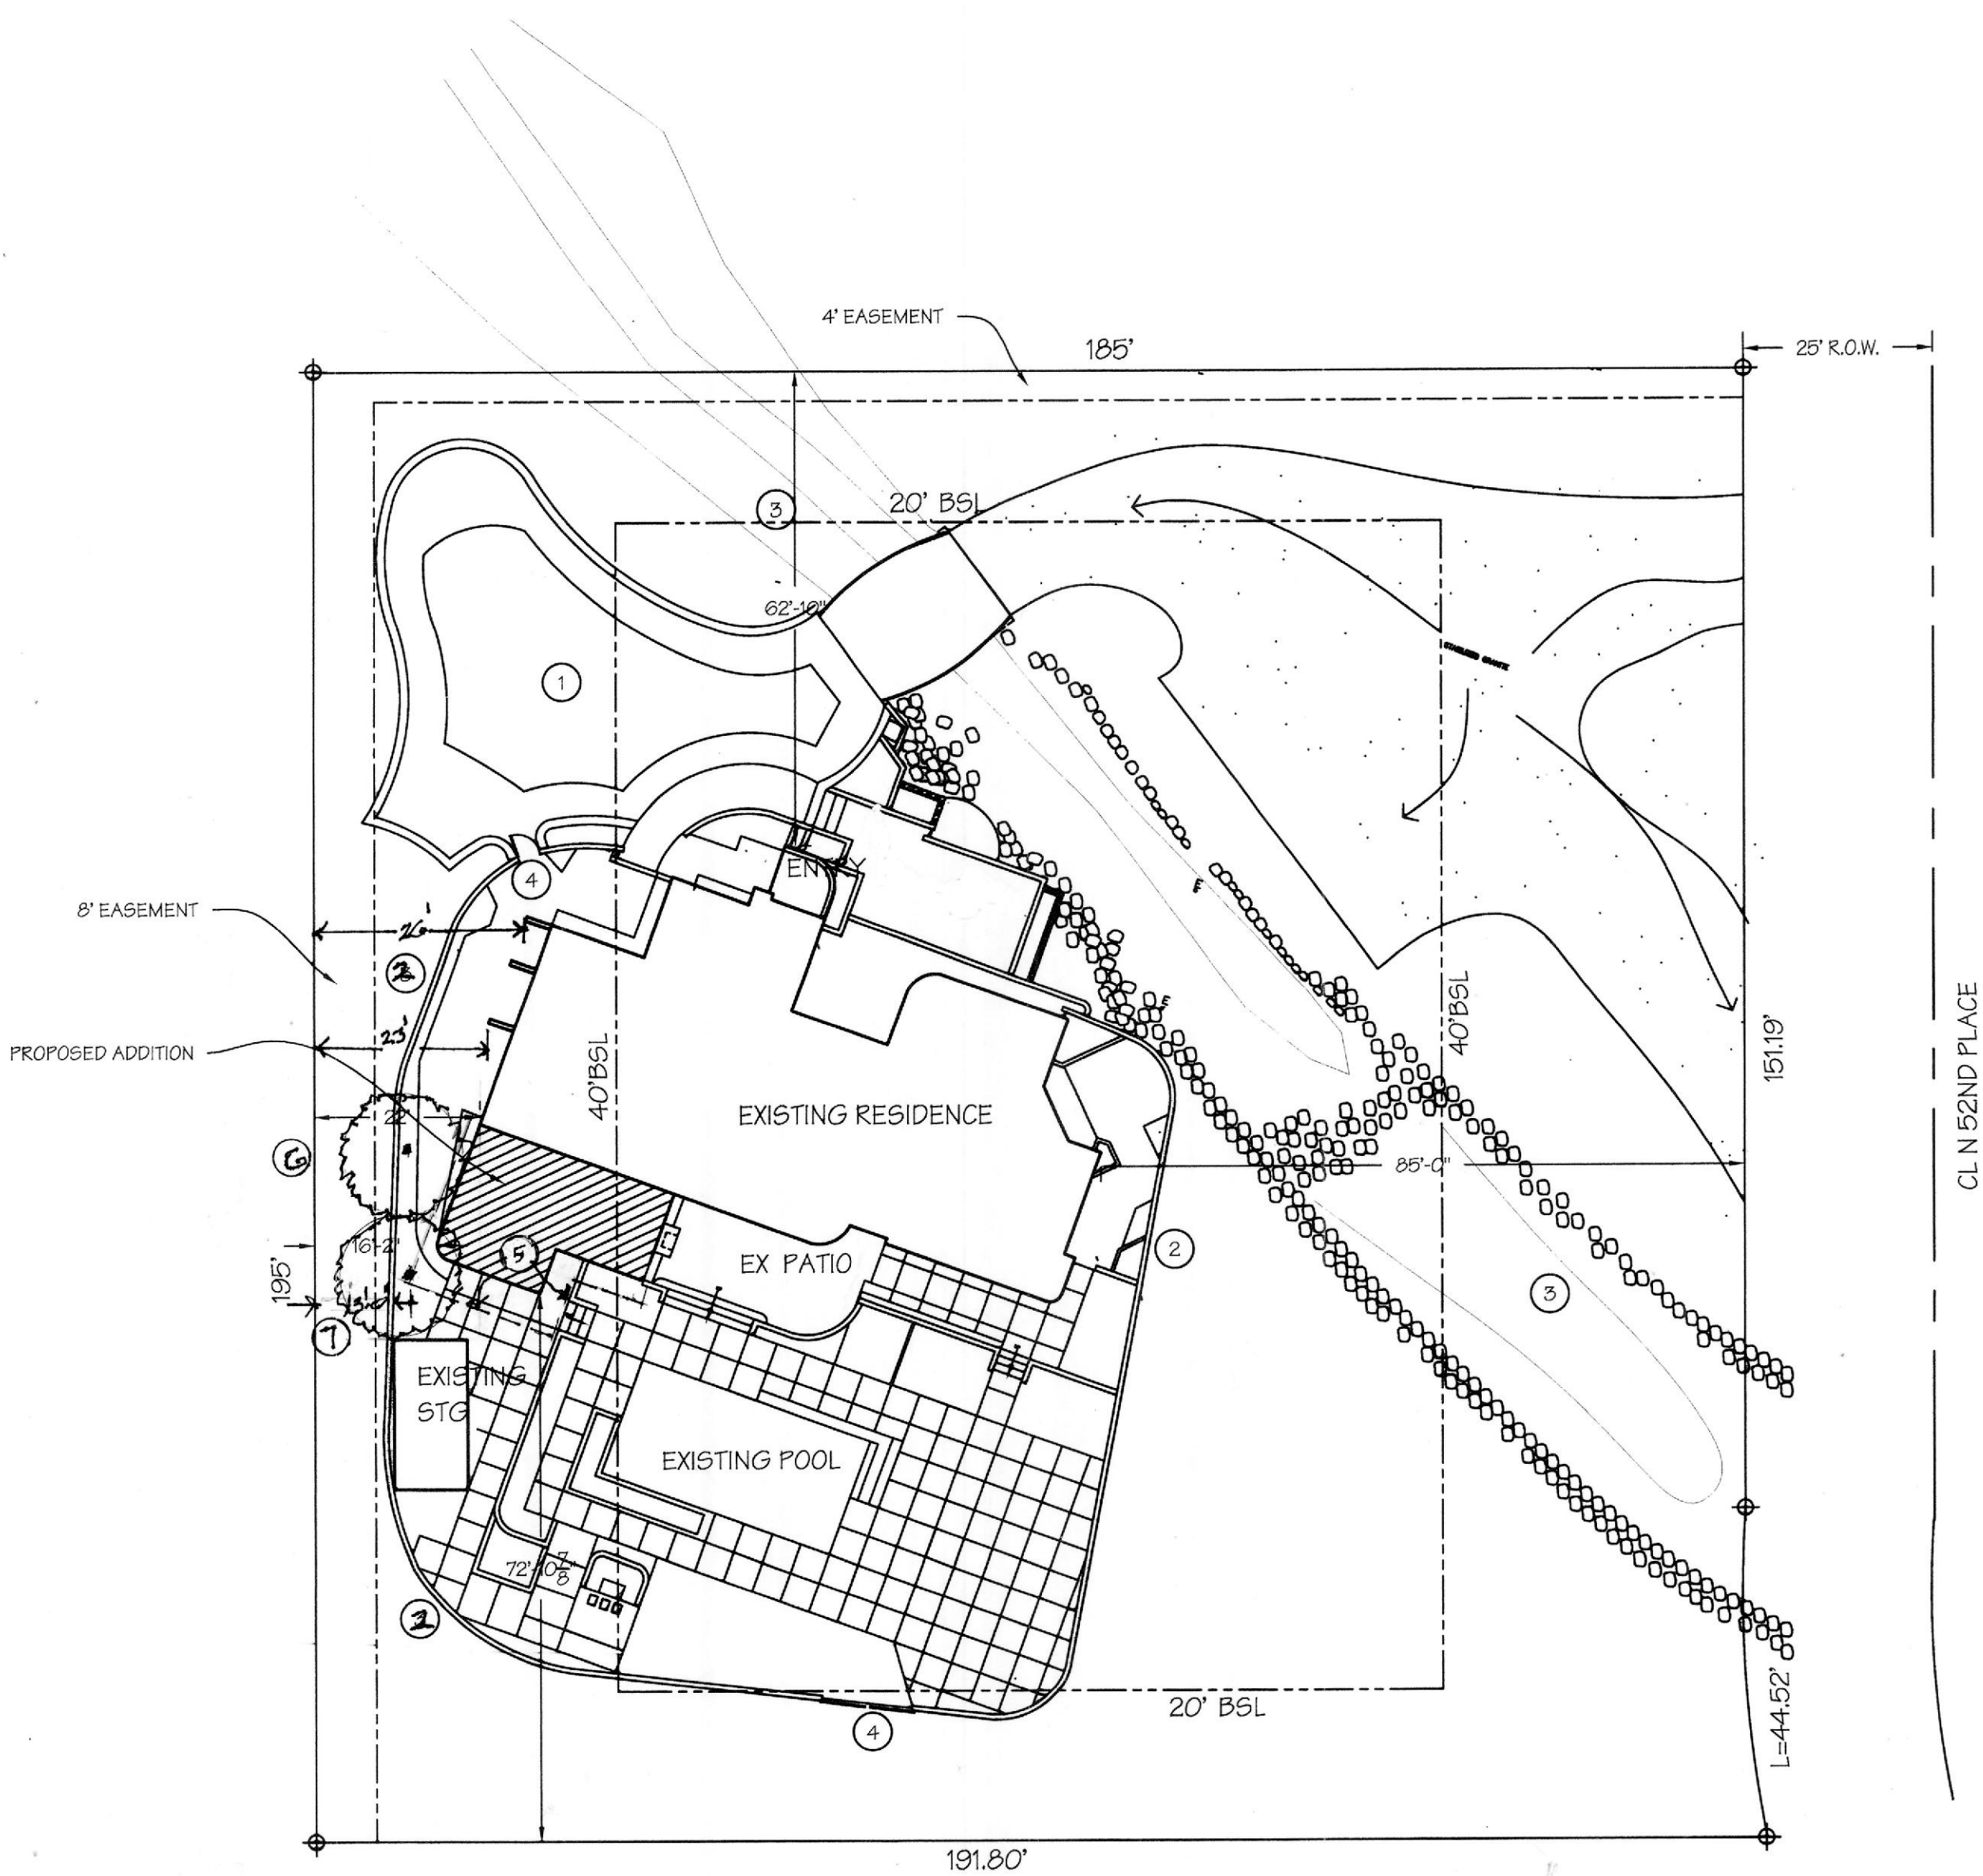 4' EASEMENT
185'
25' R.O.W.
20' BSL
3
62'-10"
1
STABILIZED GRANITE
ENTRY
4
8' EASEMENT
26'
23'
PROPOSED ADDITION
40'BSL
40'BSL
151.19'
CL N 52ND PLACE
EXISTING RESIDENCE
22'
6
85'-0"
16'-2"
5
EX PATIO
2
195'
3
7
EXISTING
STG
EXISTING POOL
72'-10 7/8"
20' BSL
4
L=44.52'
191.80'